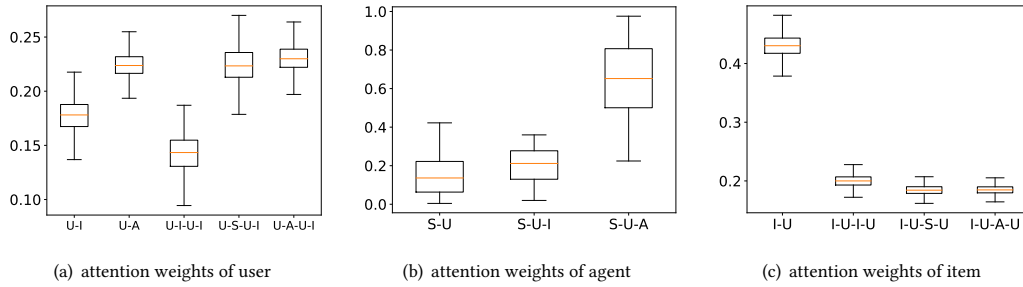 0.25
0.20
0.15
0.10
U-I U-A U-I-U-I U-S-U-I U-A-U-I
(a) attention weights of user
1.0
0.8
0.6
0.4
0.2
0.0
S-U S-U-I S-U-A
(b) attention weights of agent
0.4
0.3
0.2
I-U I-U-I-U I-U-S-U I-U-A-U
(c) attention weights of item